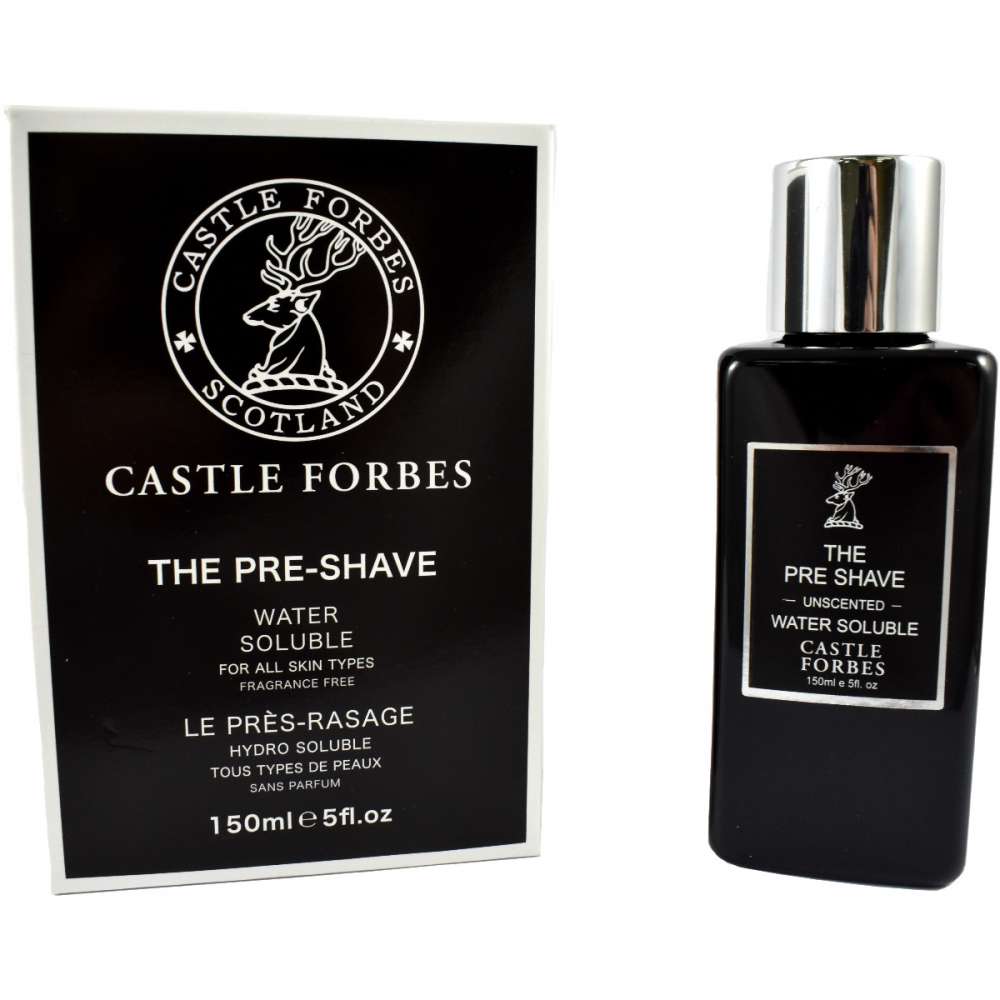 CASTLE FORBES
SCOTLAND
CASTLE FORBES
THE PRE-SHAVE
WATER
SOLUBLE
FOR ALL SKIN TYPES
FRAGRANCE FREE
LE PRÈS-RASAGE
HYDRO SOLUBLE
TOUS TYPES DE PEAUX
SANS PARFUM
150ml e 5fl.oz
THE
PRE SHAVE
– UNSCENTED –
WATER SOLUBLE
CASTLE
FORBES
150ml e 5fl. oz